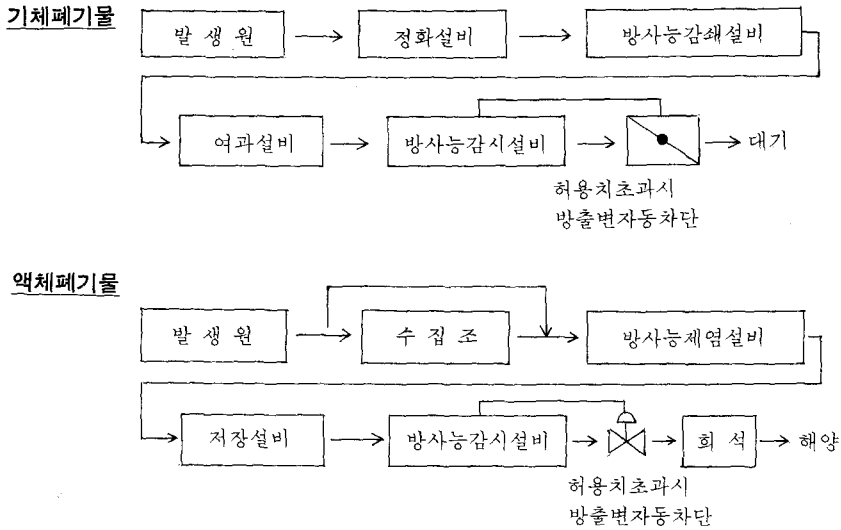 기체폐기물
발생원
정화설비
방사능감쇄설비
여과설비
방사능감시설비
대기
허용치초과시
방출변자동차단
액체폐기물
발생원
수집조
방사능제염설비
저장설비
방사능감시설비
희석
해양
허용치초과시
방출변자동차단